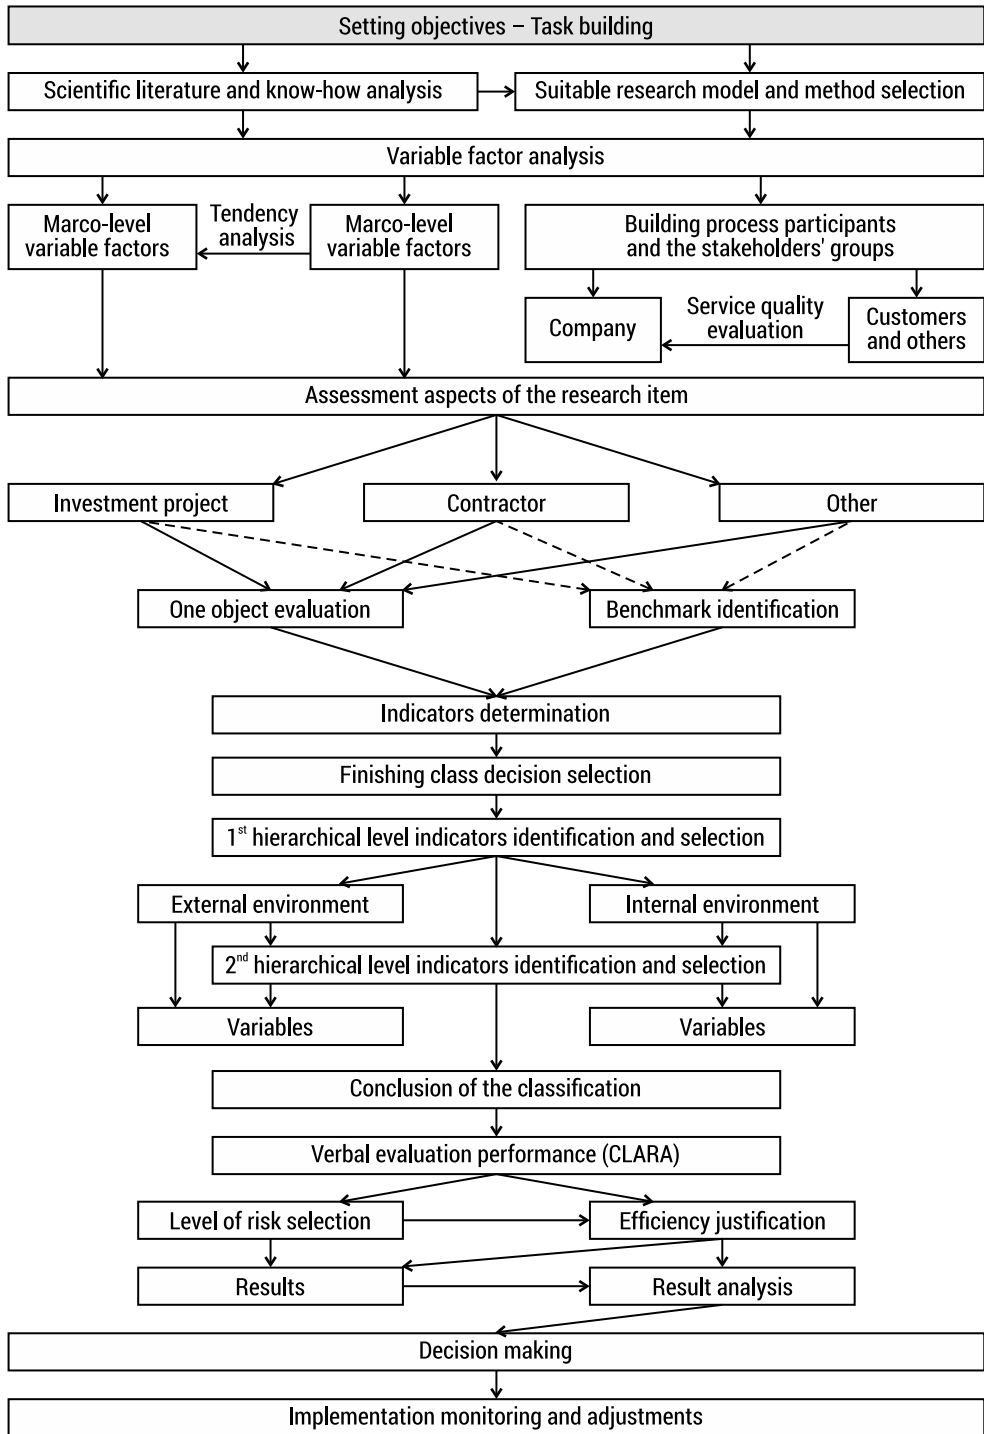 Setting objectives – Task building
Scientific literature and know-how analysis
Suitable research model and method selection
Variable factor analysis
Marco-level
variable factors
Tendency
analysis
Marco-level
variable factors
Building process participants
and the stakeholders' groups
Company
Service quality
evaluation
Customers
and others
Assessment aspects of the research item
Investment project
Contractor
Other
One object evaluation
Benchmark identification
Indicators determination
Finishing class decision selection
1st hierarchical level indicators identification and selection
External environment
Internal environment
2nd hierarchical level indicators identification and selection
Variables
Variables
Conclusion of the classification
Verbal evaluation performance (CLARA)
Level of risk selection
Efficiency justification
Results
Result analysis
Decision making
Implementation monitoring and adjustments